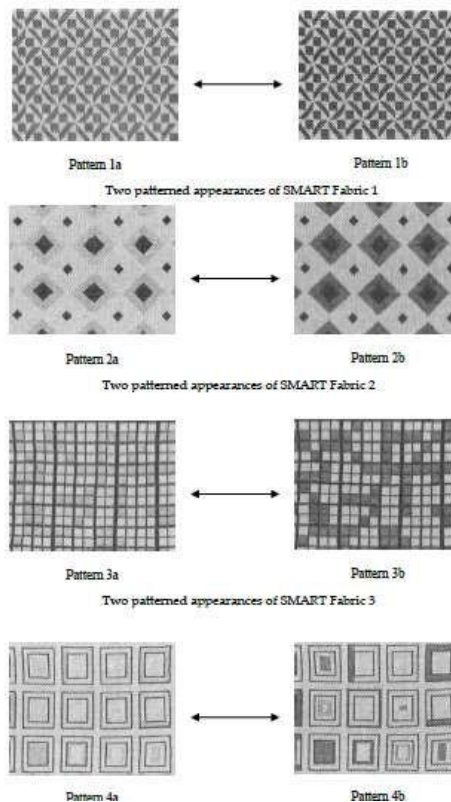 Pattern 1a Pattern 1b
Two patterned appearances of SMART Fabric 1
Pattern 2a Pattern 2b
Two patterned appearances of SMART Fabric 2
Pattern 3a Pattern 3b
Two patterned appearances of SMART Fabric 3
Pattern 4a Pattern 4b